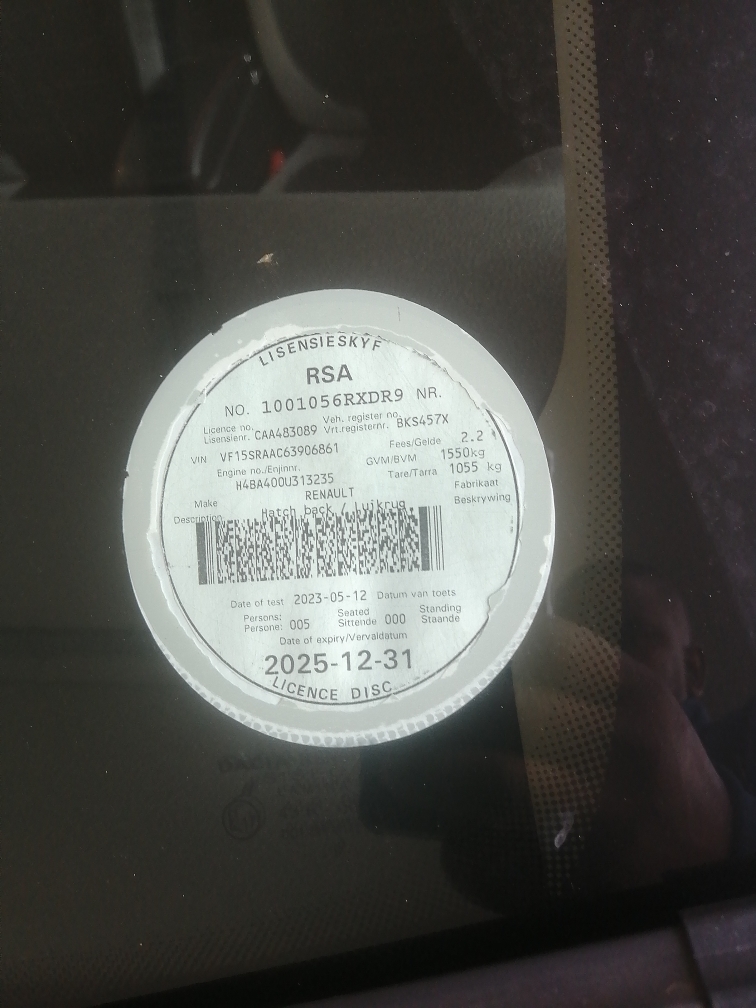 LISENSIESKYF
RSA
NO. 1001056RXDR9 NR.
Licence no. Veh. register no.
Lisensienr. CAA483089 Vrt.registernr. BKS457X
VIN VF15SRAAC63906861 Fees/Gelde 2.2
Engine no./Enjinnr. GVM/BVM 1550kg
H4BA400U313235 Tare/Tarra 1055 kg
Make RENAULT Fabrikaat
Description Hatch back / Luikrug Beskrywing
Date of test 2023-05-12 Datum van toets
Persons: Seated Standing
Persone: 005 Sittende 000 Staande
Date of expiry/Vervaldatum
2025-12-31
LICENCE DISC